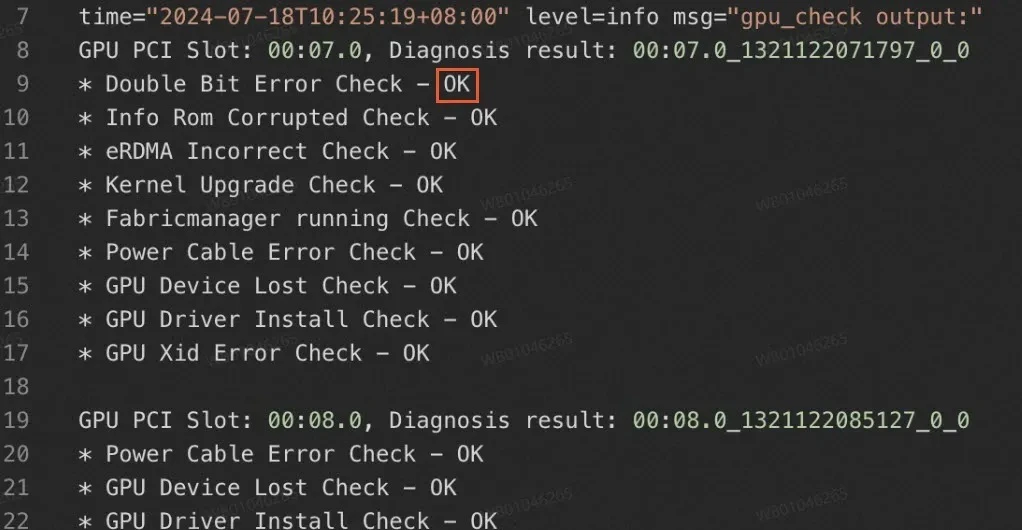 7 time="2024-07-18T10:25:19+08:00" level=info msg="gpu_check output:"
8 GPU PCI Slot: 00:07.0, Diagnosis result: 00:07.0_1321122071797_0_0
9 * Double Bit Error Check - OK
10 * Info Rom Corrupted Check - OK
11 * eRDMA Incorrect Check - OK
12 * Kernel Upgrade Check - OK
13 * Fabricmanager running Check - OK
14 * Power Cable Error Check - OK
15 * GPU Device Lost Check - OK
16 * GPU Driver Install Check - OK
17 * GPU Xid Error Check - OK
18
19 GPU PCI Slot: 00:08.0, Diagnosis result: 00:08.0_1321122085127_0_0
20 * Power Cable Error Check - OK
21 * GPU Device Lost Check - OK
22 * GPU Driver Install Check - OK
WB01046265
WB01046265
WB01046265
WB01046265